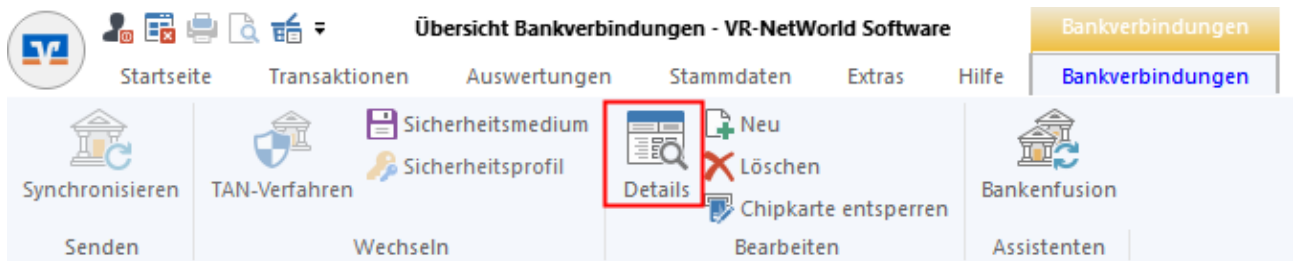 Übersicht Bankverbindungen - VR-NetWorld Software
Bankverbindungen
Startseite Transaktionen Auswertungen Stammdaten Extras Hilfe Bankverbindungen
Synchronisieren
TAN-Verfahren
Sicherheitsmedium
Sicherheitsprofil
Details
Neu
Löschen
Chipkarte entsperren
Bankenfusion
Senden Wechseln Bearbeiten Assistenten